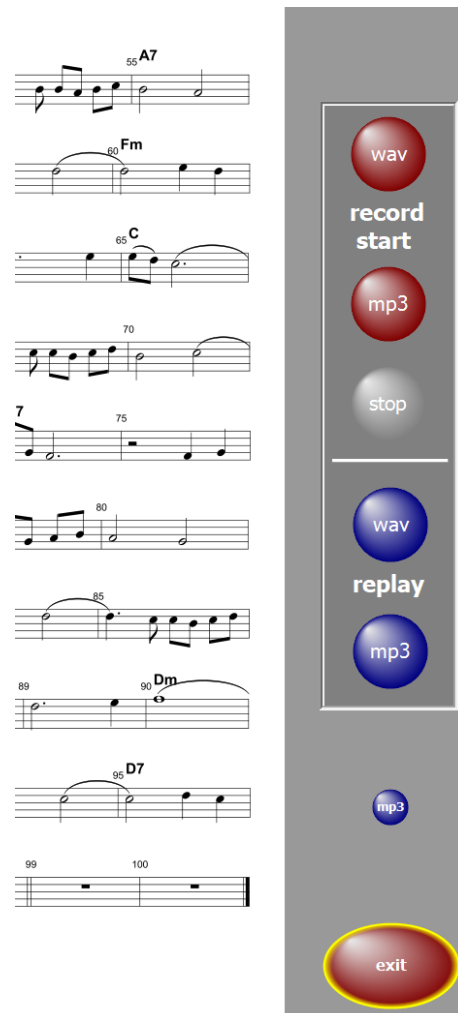 55 A7
60 Fm
65 C
70
7
75
80
85
89
90 Dm
95 D7
99
100
wav
record
start
mp3
stop
wav
replay
mp3
mp3
exit